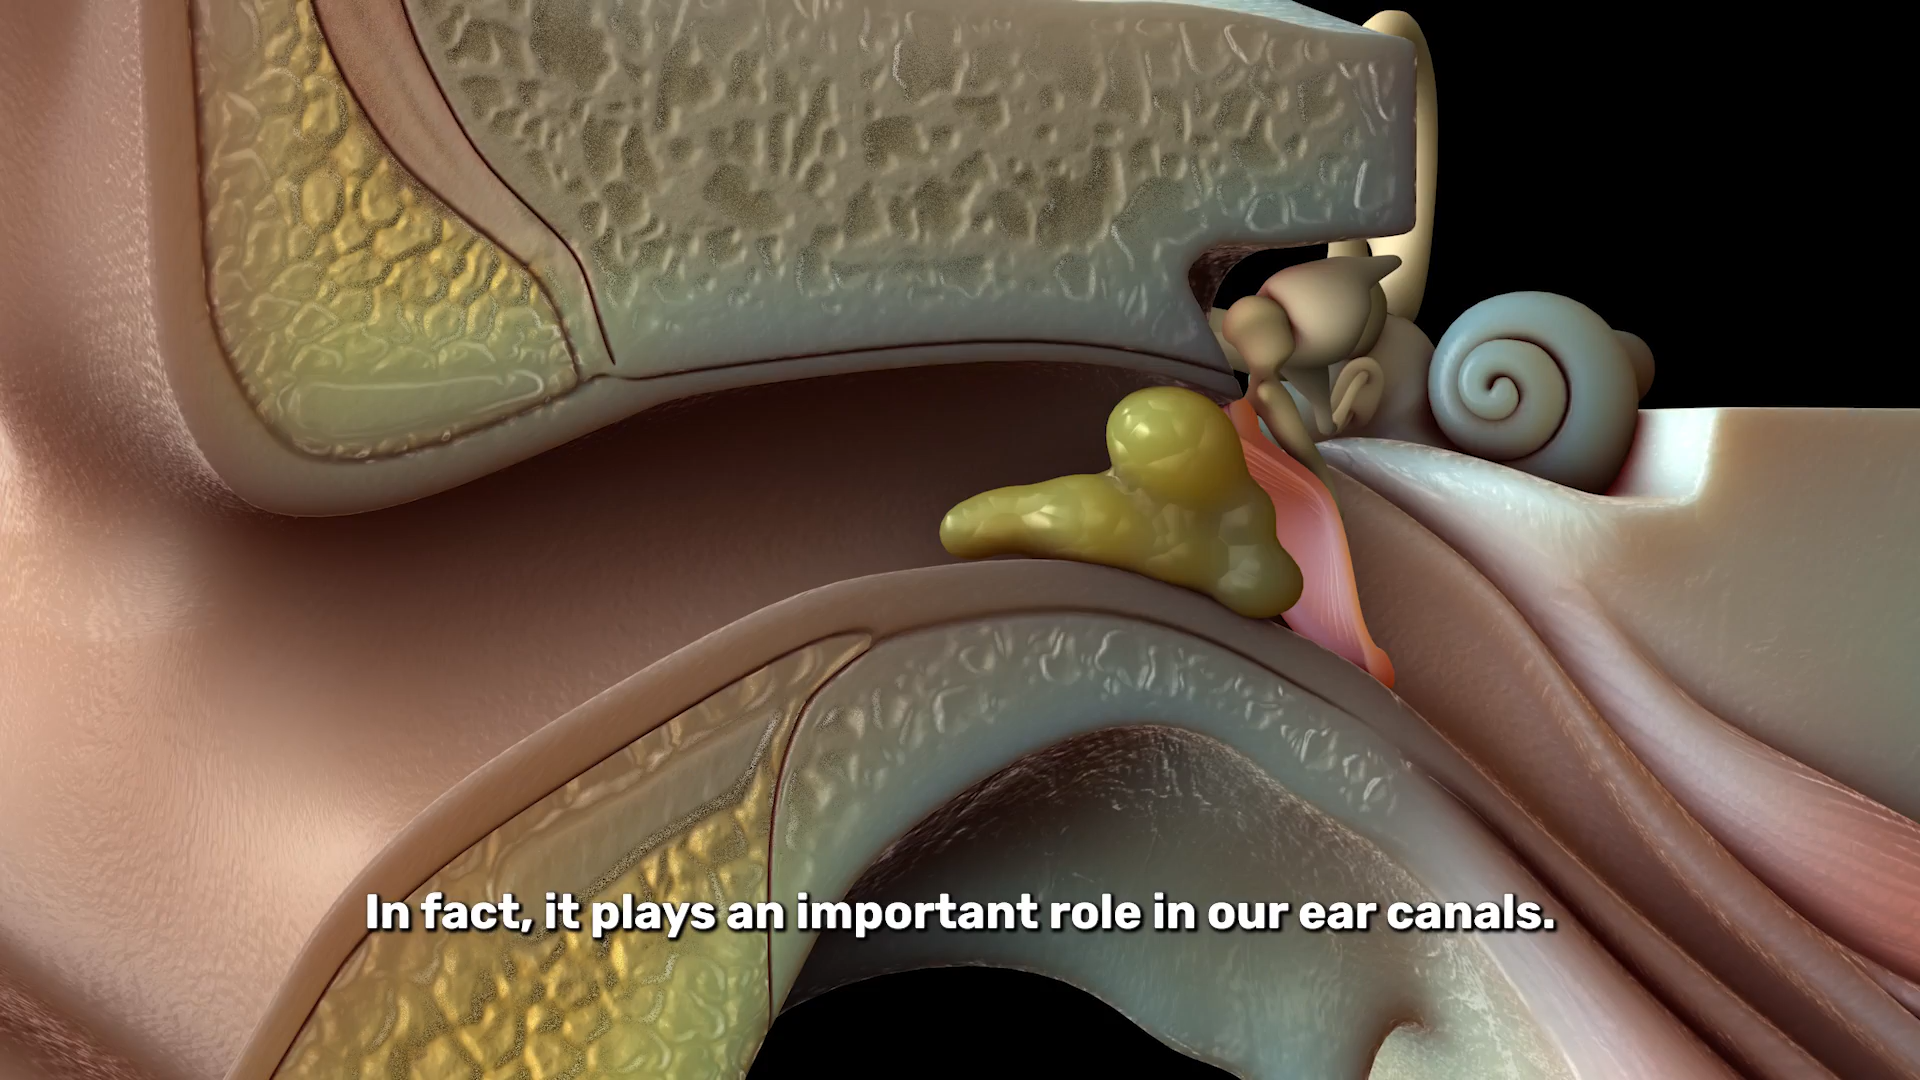 In fact, it plays an important role in our ear canals.